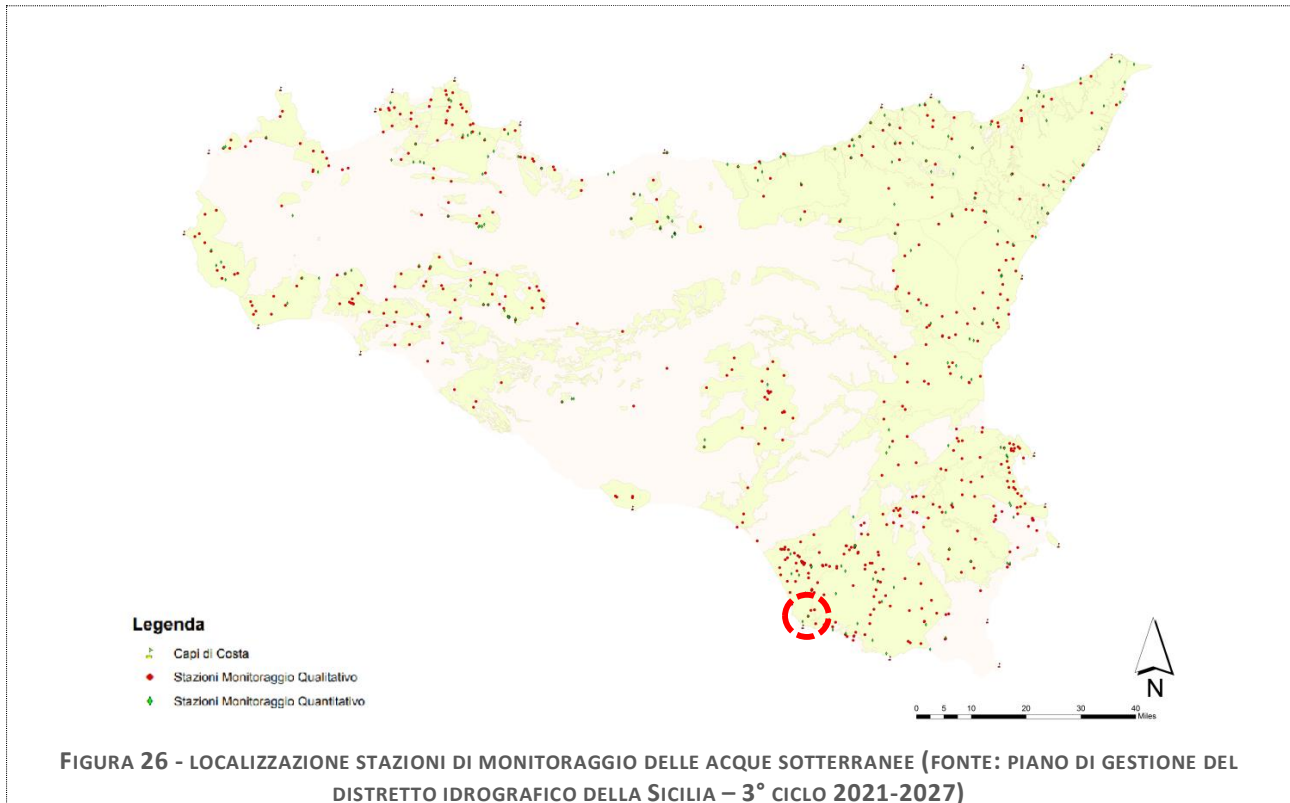 Legenda
Capi di Costa
Stazioni Monitoraggio Qualitativo
Stazioni Monitoraggio Quantitativo
N
0 5 10 20 30 40
Miles
FIGURA 26 - LOCALIZZAZIONE STAZIONI DI MONITORAGGIO DELLE ACQUE SOTTERRANEE (FONTE: PIANO DI GESTIONE DEL
DISTRETTO IDROGRAFICO DELLA SICILIA – 3° CICLO 2021-2027)